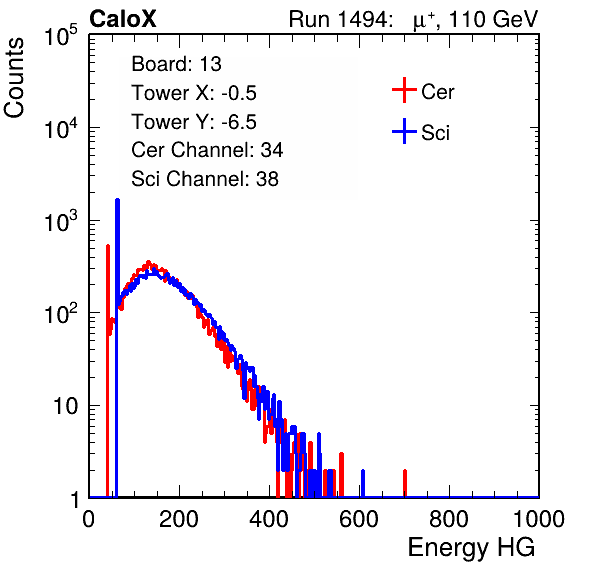 CaloX Run 1494: μ⁺, 110 GeV
Board: 13
Tower X: -0.5
Tower Y: -6.5
Cer Channel: 34
Sci Channel: 38
Cer
Sci
Counts
10⁵
10⁴
10³
10²
10
1
0 200 400 600 800 1000
Energy HG